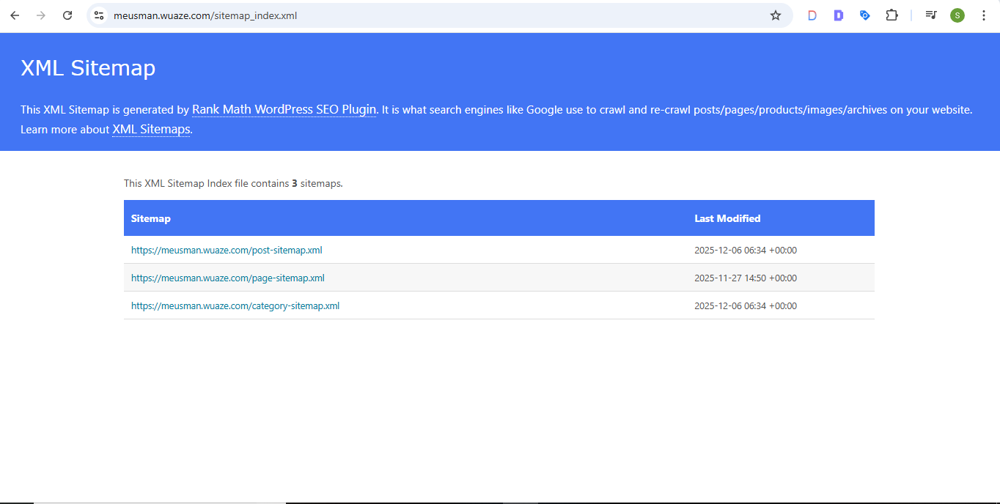 meusman.wuaze.com/sitemap_index.xml
S
XML Sitemap
This XML Sitemap is generated by Rank Math WordPress SEO Plugin. It is what search engines like Google use to crawl and re-crawl posts/pages/products/images/archives on your website.
Learn more about XML Sitemaps.
This XML Sitemap Index file contains 3 sitemaps.
Sitemap Last Modified
https://meusman.wuaze.com/post-sitemap.xml 2025-12-06 06:34 +00:00
https://meusman.wuaze.com/page-sitemap.xml 2025-11-27 14:50 +00:00
https://meusman.wuaze.com/category-sitemap.xml 2025-12-06 06:34 +00:00